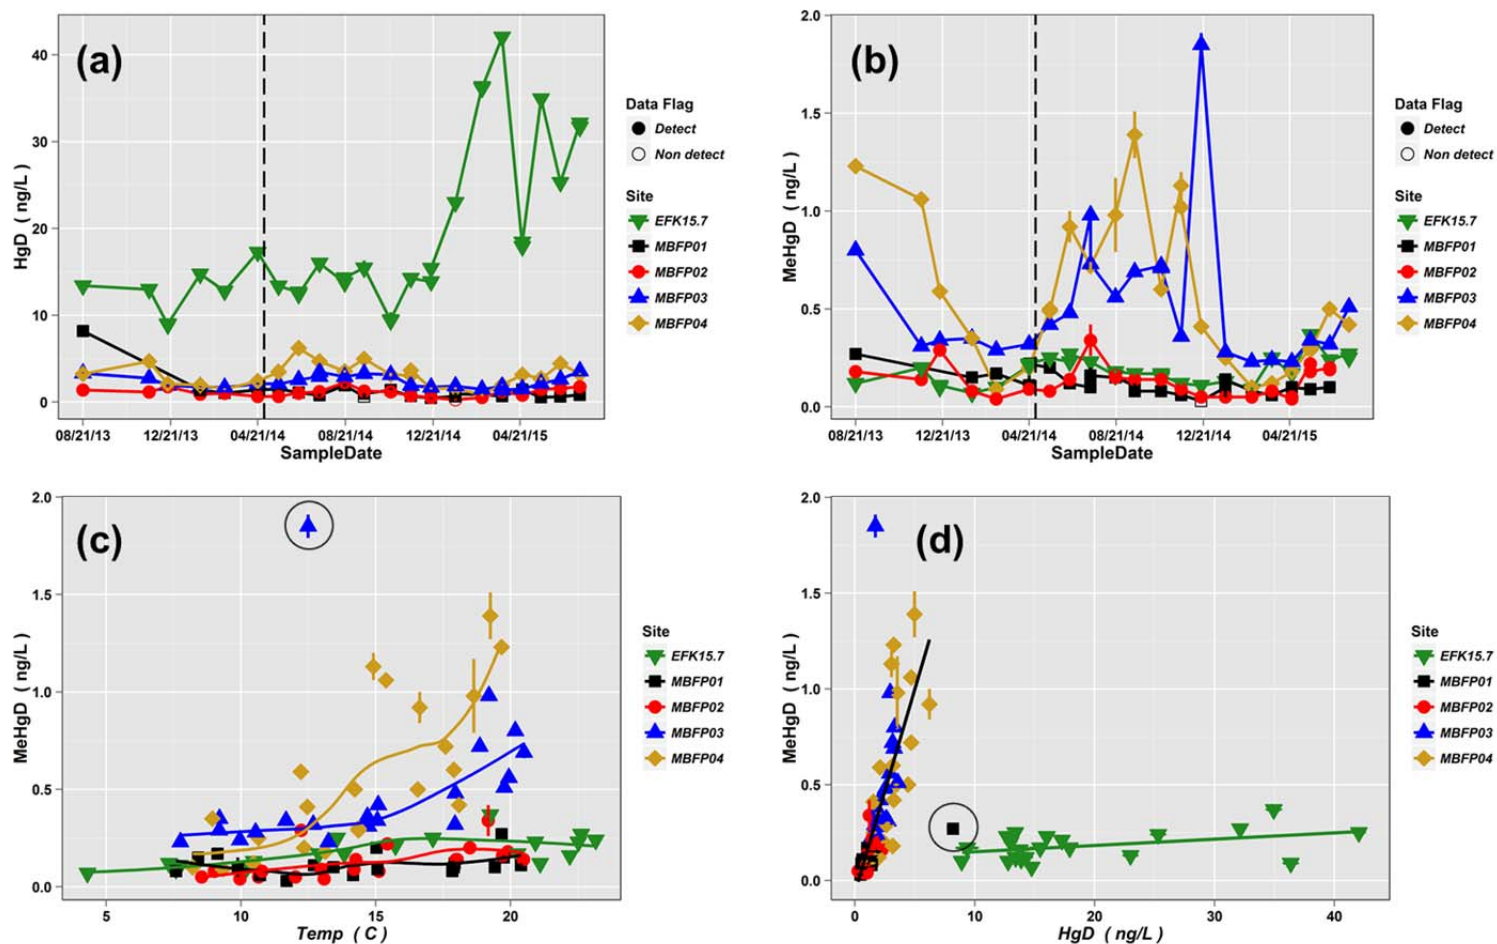 (a)
HgD ( ng/L )
40
30
20
10
0
08/21/13 12/21/13 04/21/14 08/21/14 12/21/14 04/21/15
SampleDate
Data Flag
Detect
Non detect
Site
EFK15.7
MBFP01
MBFP02
MBFP03
MBFP04
(b)
MeHgD ( ng/L )
2.0
1.5
1.0
0.5
0.0
08/21/13 12/21/13 04/21/14 08/21/14 12/21/14 04/21/15
SampleDate
Data Flag
Detect
Non detect
Site
EFK15.7
MBFP01
MBFP02
MBFP03
MBFP04
(c)
MeHgD ( ng/L )
2.0
1.5
1.0
0.5
0.0
5 10 15 20
Temp ( C )
Site
EFK15.7
MBFP01
MBFP02
MBFP03
MBFP04
(d)
MeHgD ( ng/L )
2.0
1.5
1.0
0.5
0.0
0 10 20 30 40
HgD ( ng/L )
Site
EFK15.7
MBFP01
MBFP02
MBFP03
MBFP04